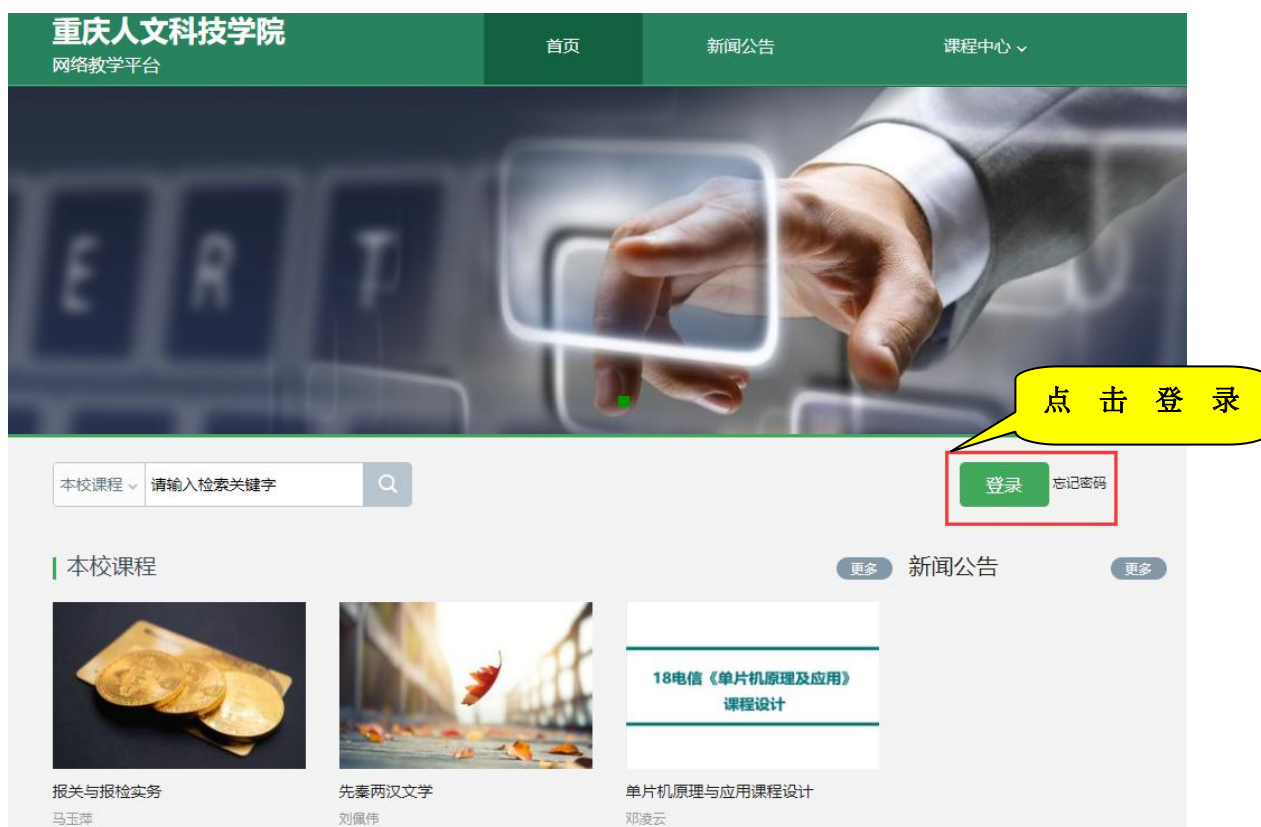 重庆人文科技学院
网络教学平台
首页
新闻公告
课程中心
E R T
点击登录
本校课程
请输入检索关键字
登录
忘记密码
本校课程
更多
新闻公告
更多
18电信《单片机原理及应用》
课程设计
报关与报检实务
先秦两汉文学
单片机原理与应用课程设计
马玉萍
刘佩伟
邓凌云